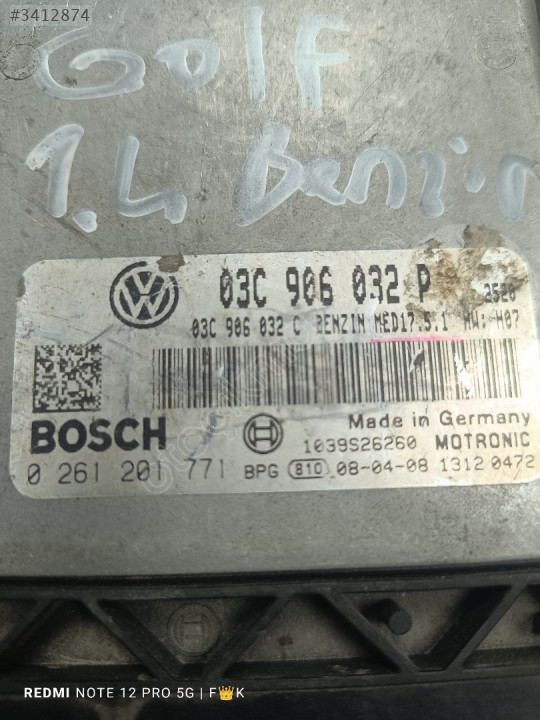 #3412874
Golf
1.4 Benzin
03C 906 032 P 2520
03C 906 032 C BENZIN MED17.5.1 HW: H07
BOSCH
Made in Germany
1039S26260 MOTRONIC
0 261 201 771 BPG 810 08-04-08 1312 0472
REDMI NOTE 12 PRO 5G | F👑K